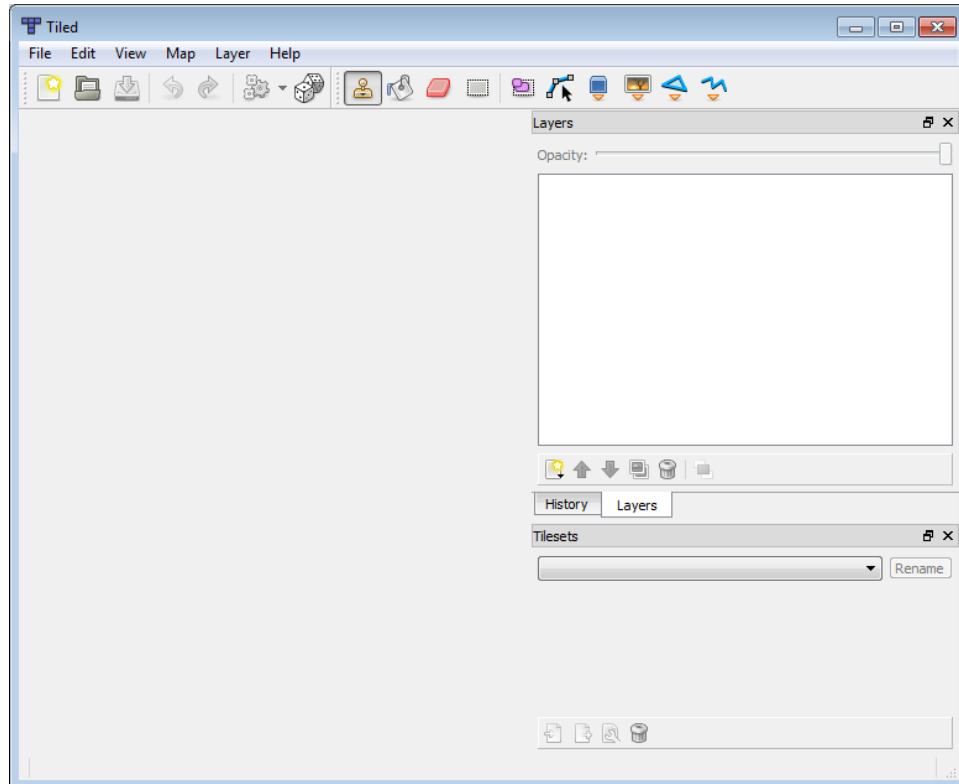 Tiled
File Edit View Map Layer Help
Layers
Opacity:
History Layers
Tilesets
Rename